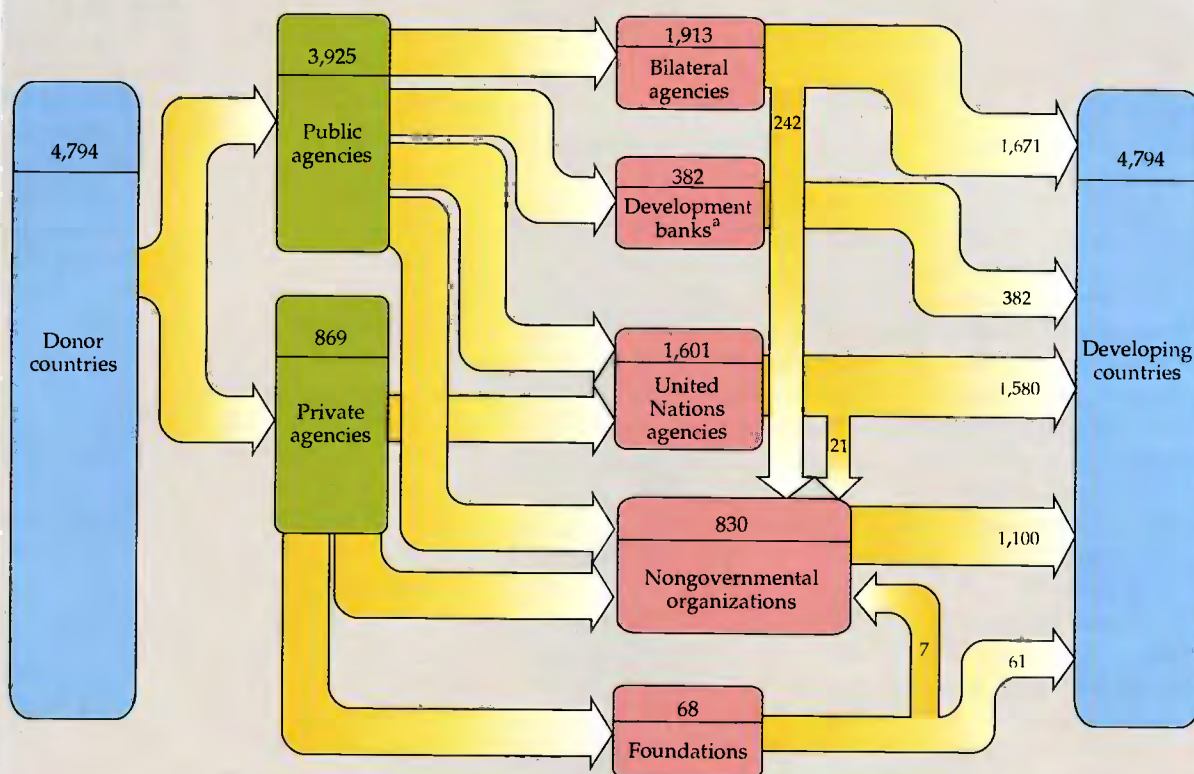 4,794
Donor
countries
3,925
Public
agencies
869
Private
agencies
1,913
Bilateral
agencies
382
Development
banksª
1,601
United
Nations
agencies
830
Nongovernmental
organizations
68
Foundations
242
21
7
1,671
382
1,580
1,100
61
4,794
Developing
countries